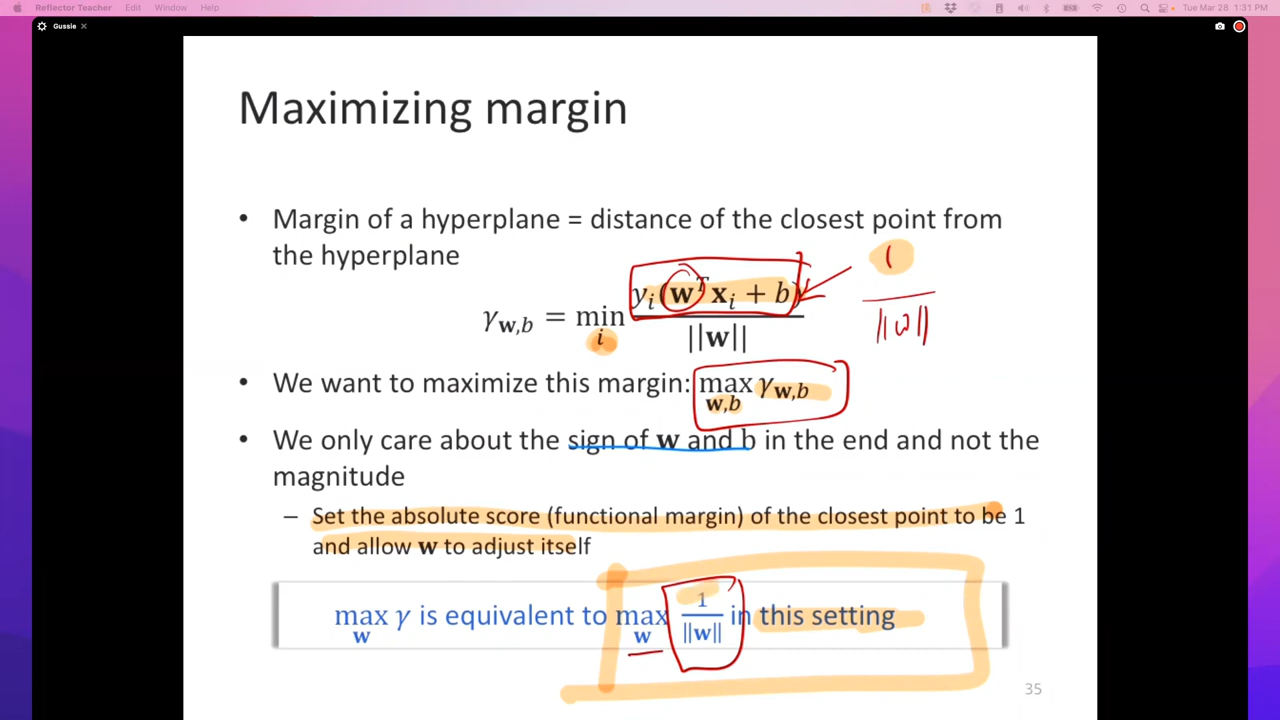 Reflector Teacher Edit Window Help Tue Mar 28 1:31 PM
Gussie ×
Maximizing margin
• Margin of a hyperplane = distance of the closest point from
the hyperplane
γw,b = min i yi(wᵀxi + b) / ||w||
1 / ||w||
• We want to maximize this margin: max w,b γw,b
• We only care about the sign of w and b in the end and not the
magnitude
– Set the absolute score (functional margin) of the closest point to be 1
and allow w to adjust itself
max w γ is equivalent to max w 1/||w|| in this setting
35